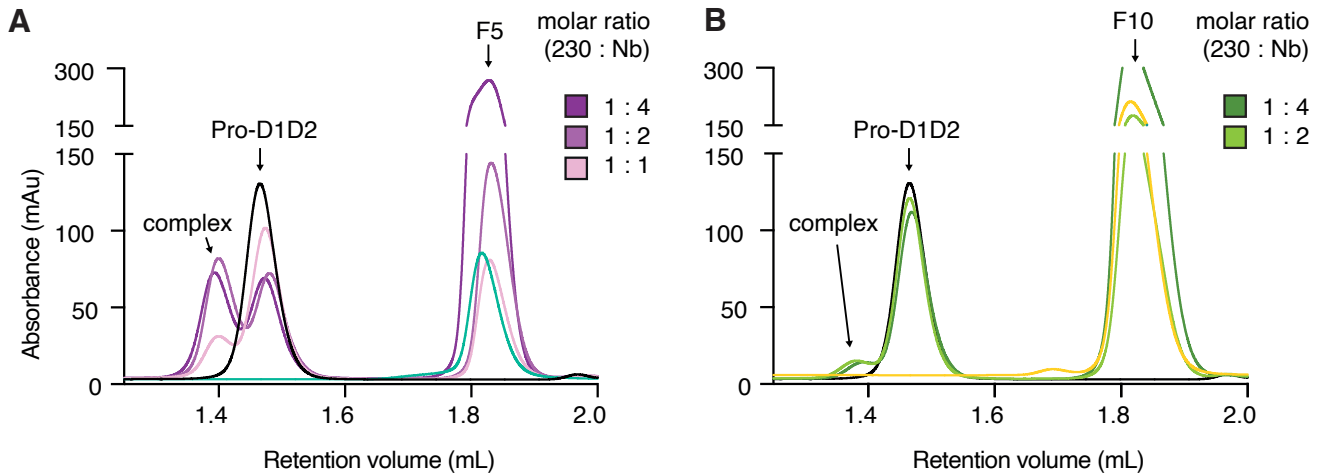 A
F5
molar ratio
(230 : Nb)
1 : 4
1 : 2
1 : 1
Pro-D1D2
complex
300
150
150
100
50
0
Absorbance (mAu)
1.4
1.6
1.8
2.0
Retention volume (mL)
B
F10
molar ratio
(230 : Nb)
1 : 4
1 : 2
Pro-D1D2
complex
300
150
150
100
50
0
1.4
1.6
1.8
2.0
Retention volume (mL)